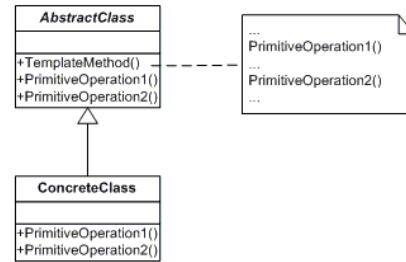 AbstractClass
+TemplateMethod()
+PrimitiveOperation1()
+PrimitiveOperation2()
...
PrimitiveOperation1()
...
PrimitiveOperation2()
...
ConcreteClass
+PrimitiveOperation1()
+PrimitiveOperation2()